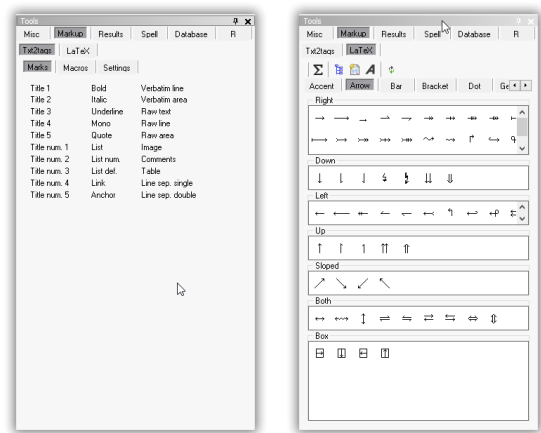 Tools
Misc Markup Results Spell Database R
Txt2tags LaTeX
Marks Macros Settings
Title 1 Bold Verbatim line
Title 2 Italic Verbatim area
Title 3 Underline Raw text
Title 4 Mono Raw line
Title 5 Quote Raw area
Title num. 1 List Image
Title num. 2 List num. Comments
Title num. 3 List def. Table
Title num. 4 Link Line sep. single
Title num. 5 Anchor Line sep. double
Tools
Misc Markup Results Spell Database R
Txt2tags LaTeX
Accent Arrow Bar Bracket Dot
Right
Down
Left
Up
Sloped
Both
Box